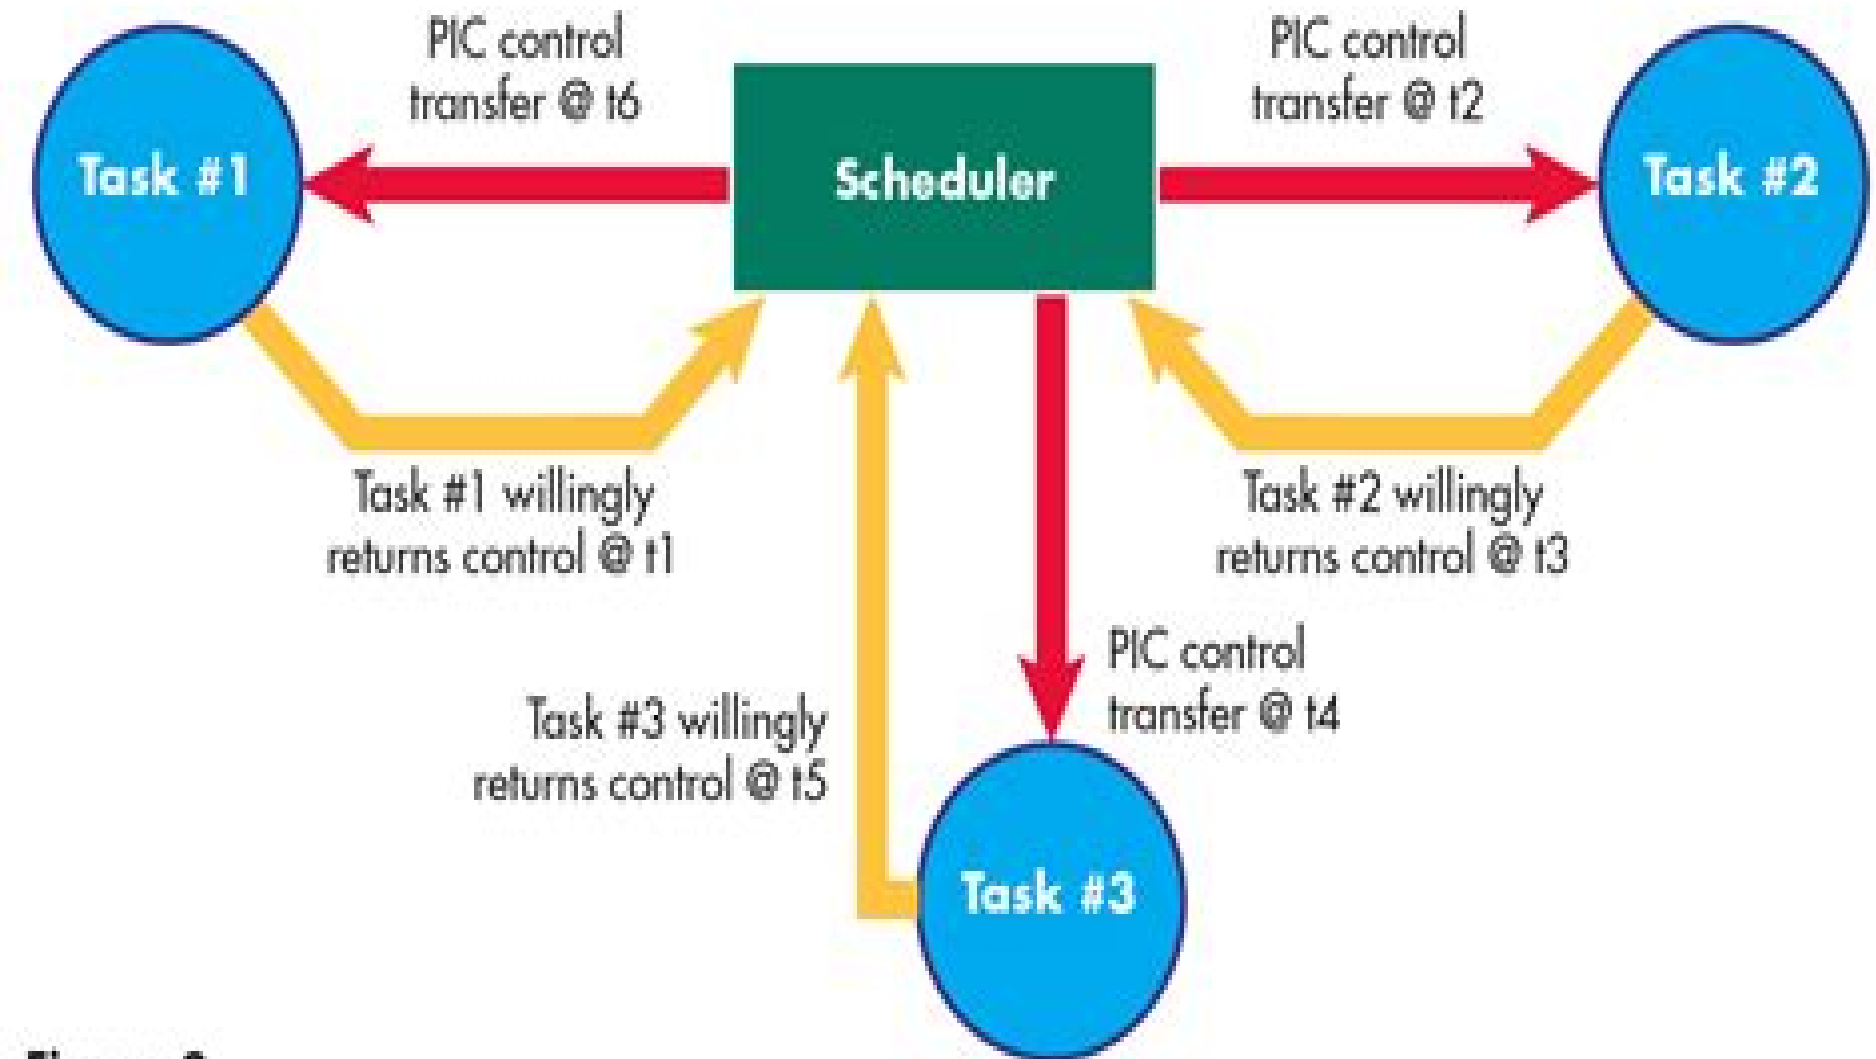 PIC control
transfer @ t6
PIC control
transfer @ t2
Task #1
Scheduler
Task #2
Task #1 willingly
returns control @ t1
Task #2 willingly
returns control @ t3
PIC control
transfer @ t4
Task #3 willingly
returns control @ t5
Task #3